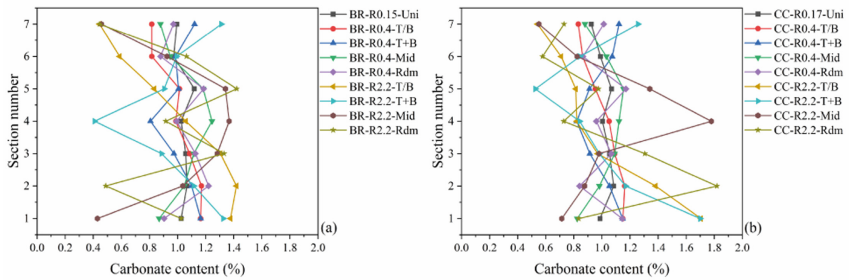 7
6
5
4
3
2
1
Section number
0.0 0.2 0.4 0.6 0.8 1.0 1.2 1.4 1.6 1.8 2.0
Carbonate content (%)
(a)
BR-R0.15-Uni
BR-R0.4-T/B
BR-R0.4-T+B
BR-R0.4-Mid
BR-R0.4-Rdm
BR-R2.2-T/B
BR-R2.2-T+B
BR-R2.2-Mid
BR-R2.2-Rdm
7
6
5
4
3
2
1
Section number
0.0 0.2 0.4 0.6 0.8 1.0 1.2 1.4 1.6 1.8 2.0
Carbonate content (%)
(b)
CC-R0.17-Uni
CC-R0.4-T/B
CC-R0.4-T+B
CC-R0.4-Mid
CC-R0.4-Rdm
CC-R2.2-T/B
CC-R2.2-T+B
CC-R2.2-Mid
CC-R2.2-Rdm